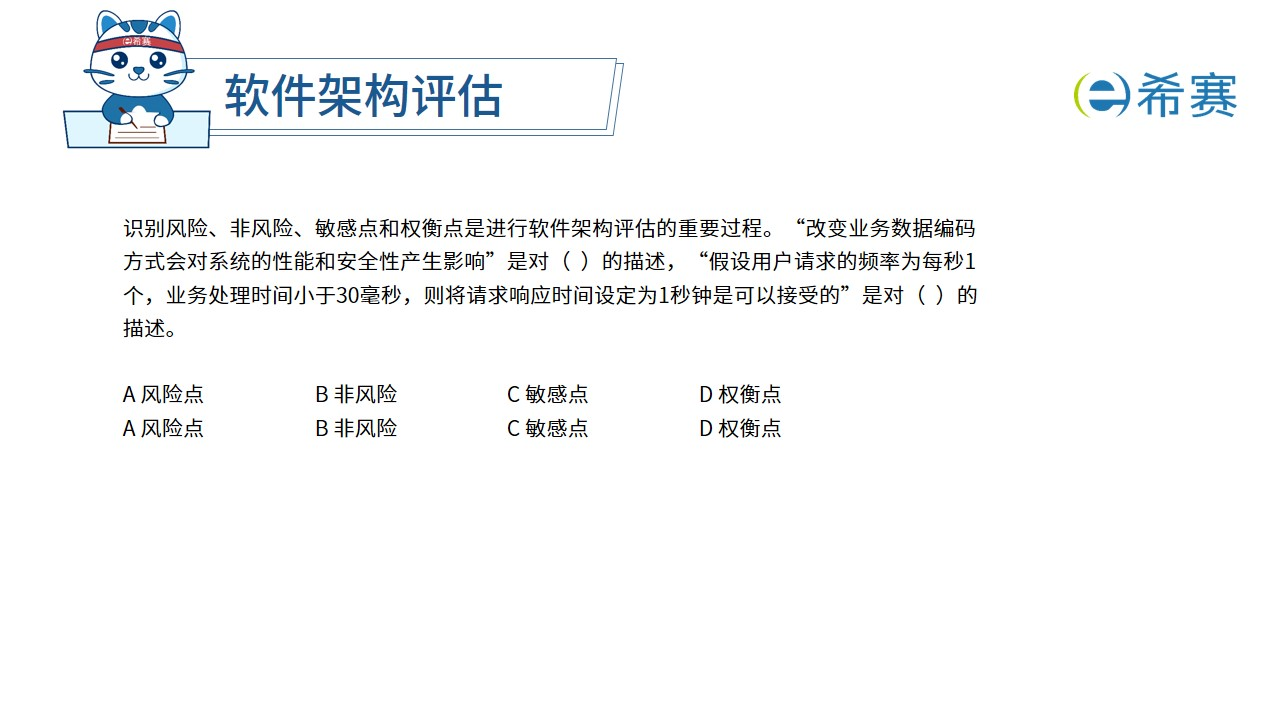 希赛
软件架构评估
希赛
识别风险、非风险、敏感点和权衡点是进行软件架构评估的重要过程。“改变业务数据编码
方式会对系统的性能和安全性产生影响”是对（ ）的描述，“假设用户请求的频率为每秒1
个，业务处理时间小于30毫秒，则将请求响应时间设定为1秒钟是可以接受的”是对（ ）的
描述。
A 风险点 B 非风险 C 敏感点 D 权衡点
A 风险点 B 非风险 C 敏感点 D 权衡点